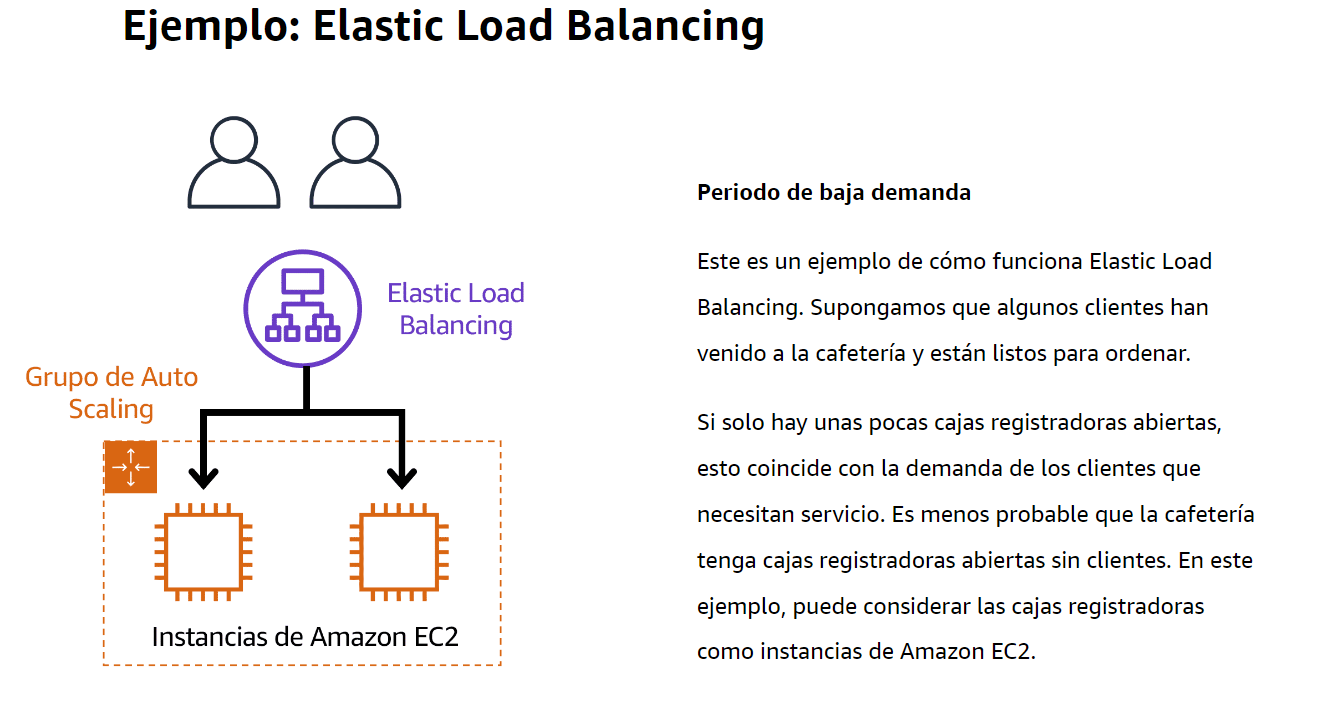 Ejemplo: Elastic Load Balancing
Elastic Load
Balancing
Grupo de Auto
Scaling
Instancias de Amazon EC2
Periodo de baja demanda
Este es un ejemplo de cómo funciona Elastic Load
Balancing. Supongamos que algunos clientes han
venido a la cafetería y están listos para ordenar.
Si solo hay unas pocas cajas registradoras abiertas,
esto coincide con la demanda de los clientes que
necesitan servicio. Es menos probable que la cafetería
tenga cajas registradoras abiertas sin clientes. En este
ejemplo, puede considerar las cajas registradoras
como instancias de Amazon EC2.